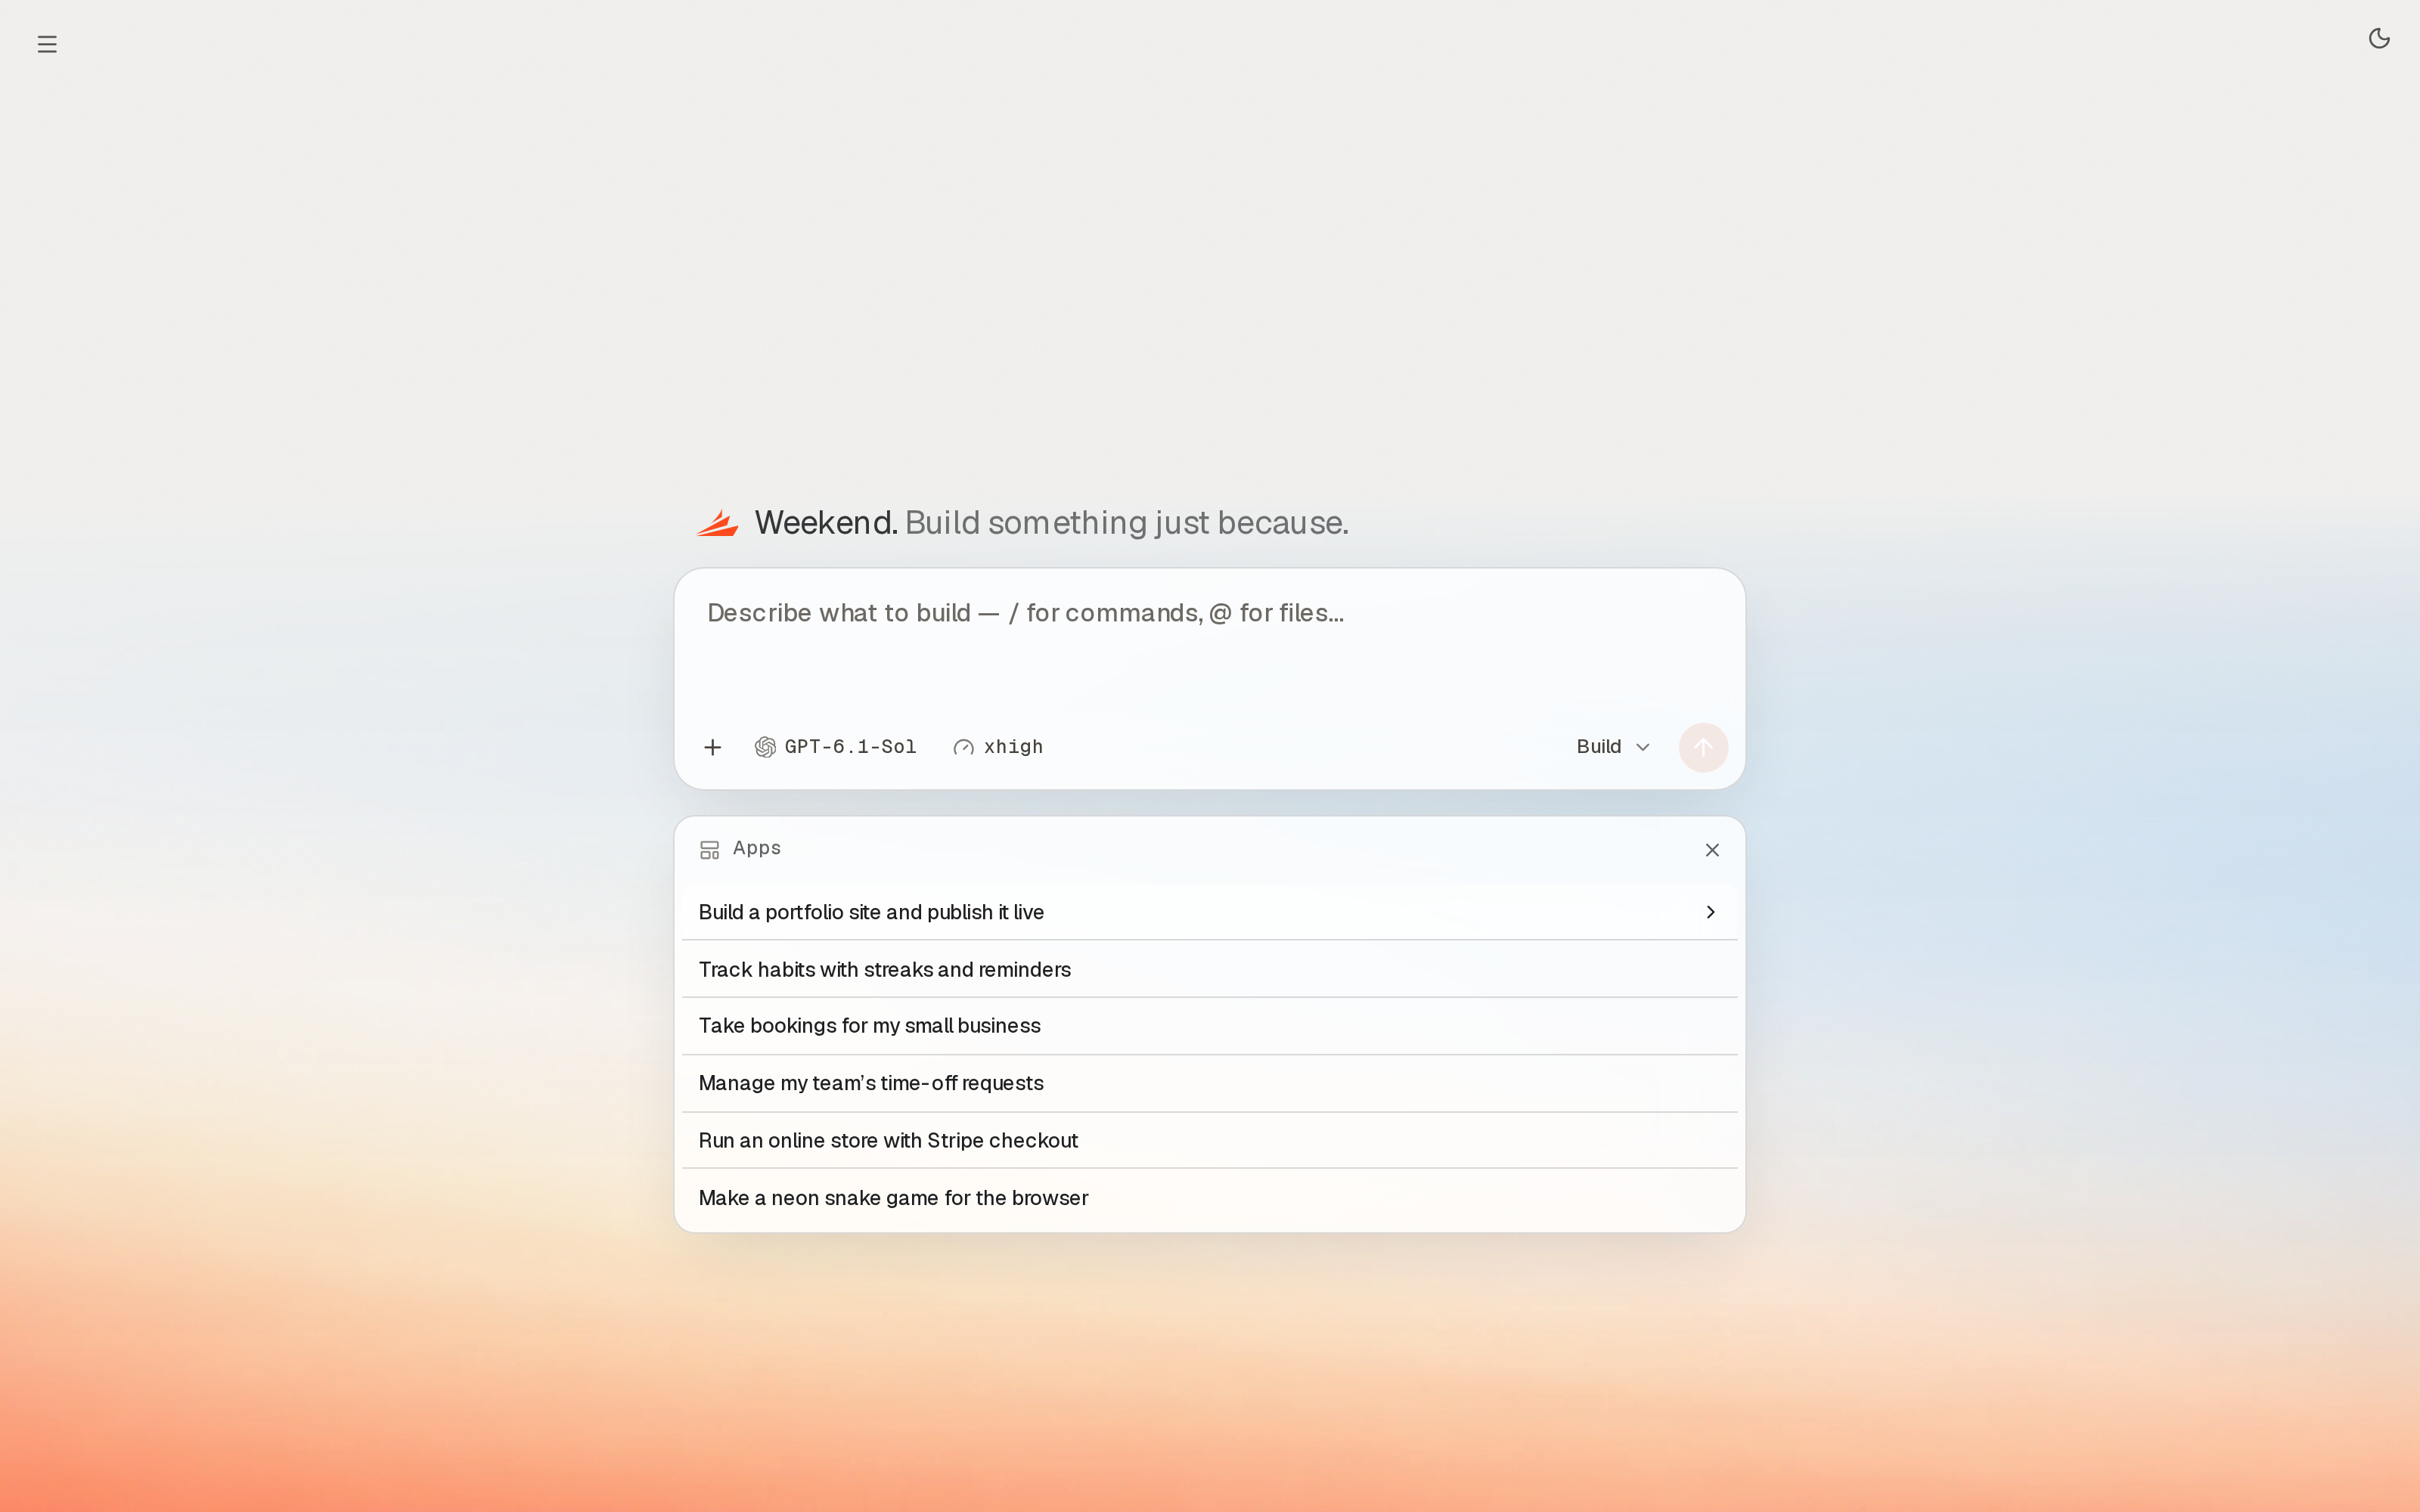 Weekend. Build something just because.
Describe what to build — / for commands, @ for files...
GPT-6.1-Sol xhigh Build
Apps
Build a portfolio site and publish it live
Track habits with streaks and reminders
Take bookings for my small business
Manage my team’s time-off requests
Run an online store with Stripe checkout
Make a neon snake game for the browser